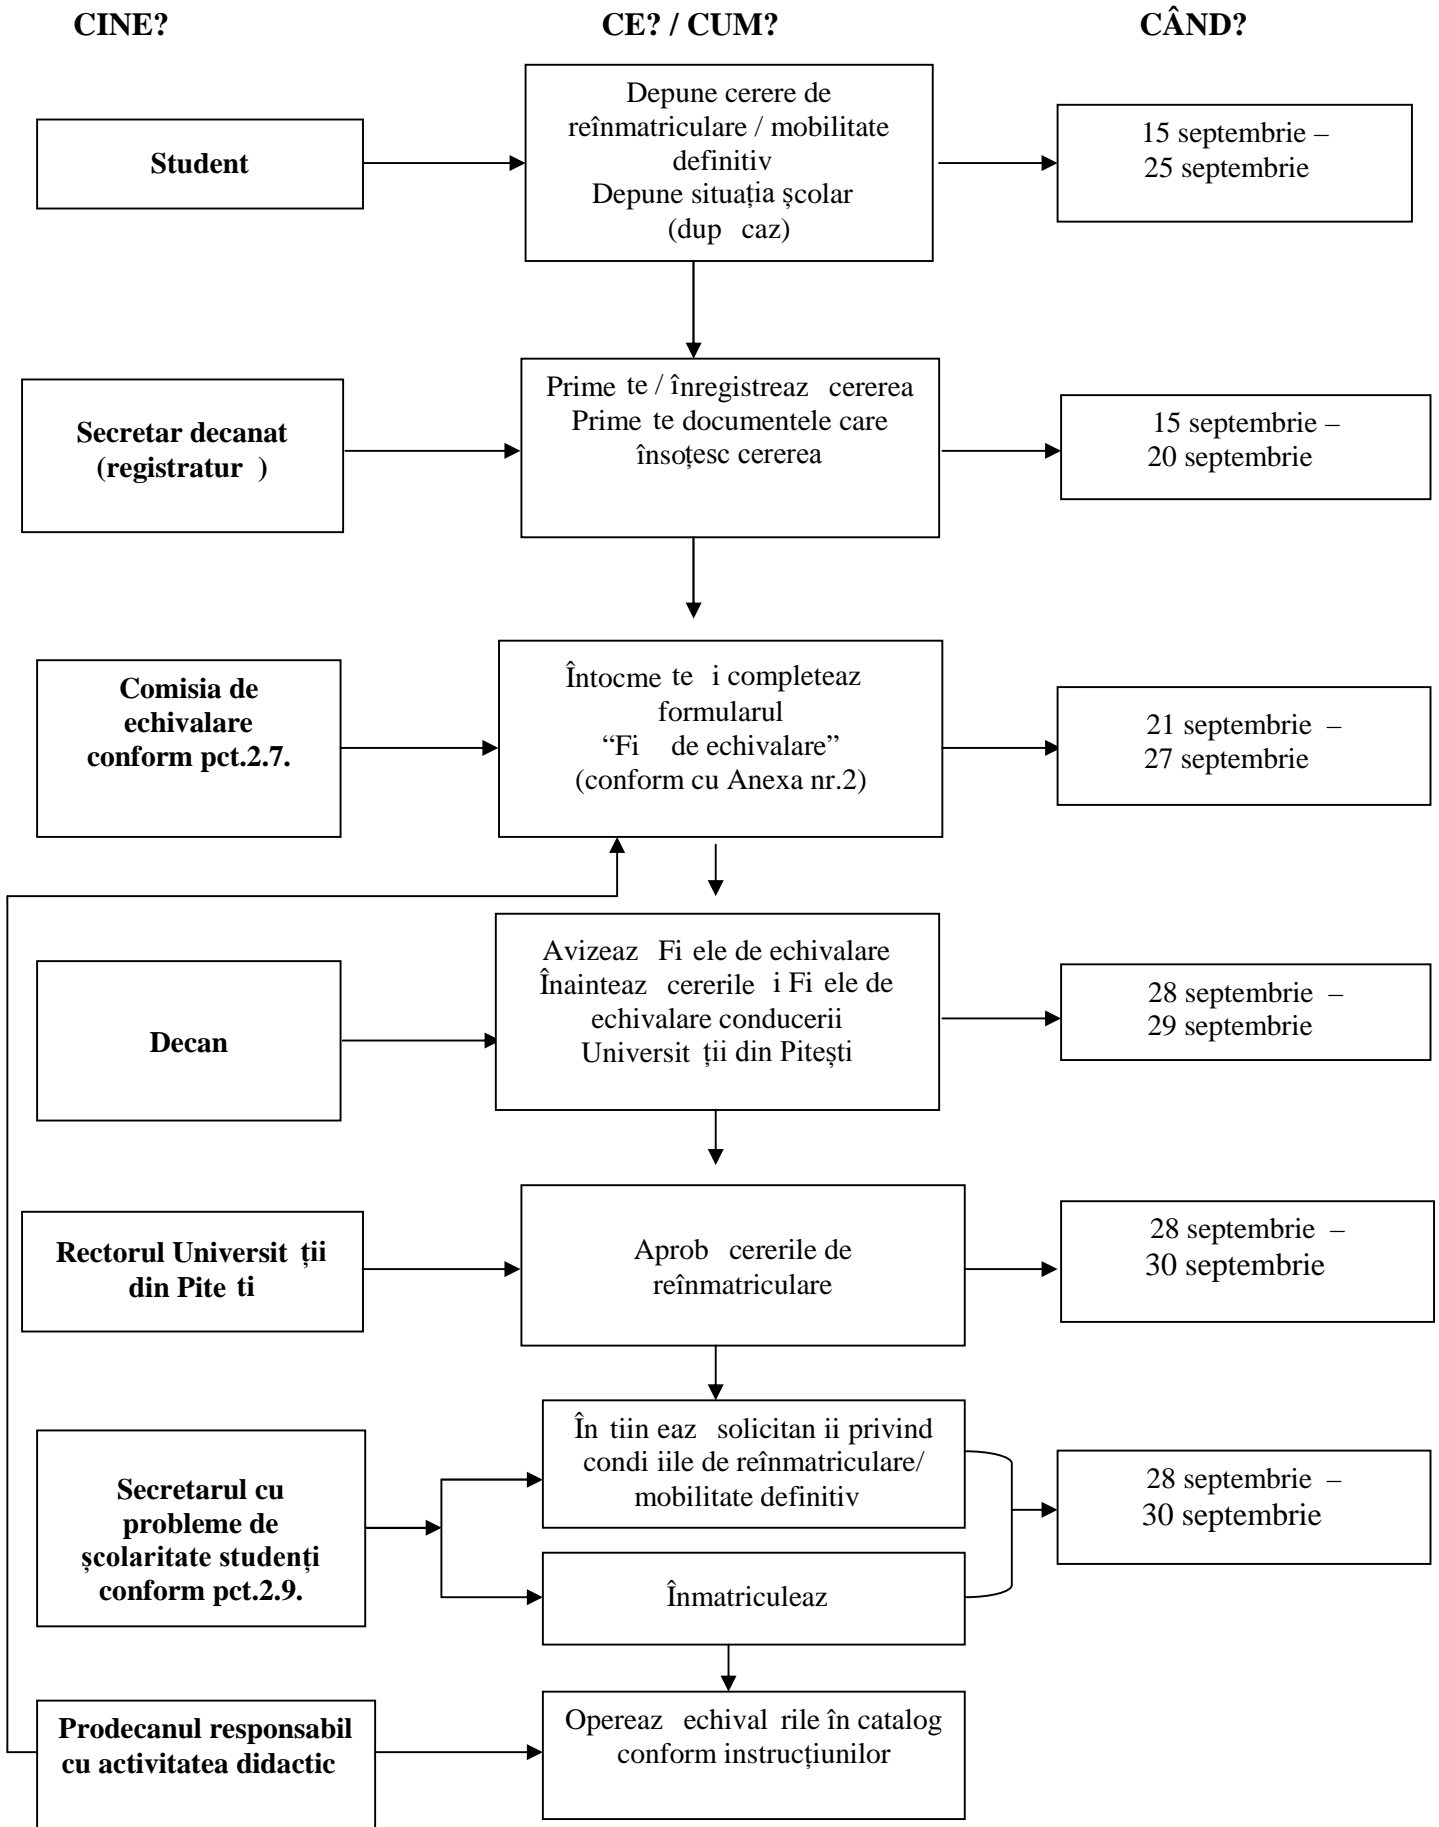 CINE? CE? / CUM? CÂND?
Student
Depune cerere de
reînmatriculare / mobilitate
definitiv
Depune situația școlar
(dup caz)
15 septembrie –
25 septembrie
Secretar decanat
(registratur )
Prime te / înregistreaz cererea
Prime te documentele care
însoțesc cererea
15 septembrie –
20 septembrie
Comisia de
echivalare
conform pct.2.7.
Întocme te i completeaz
formularul
“Fi de echivalare”
(conform cu Anexa nr.2)
21 septembrie –
27 septembrie
Decan
Avizeaz Fi ele de echivalare
Înainteaz cererile i Fi ele de
echivalare conducerii
Universit ții din Pitești
28 septembrie –
29 septembrie
Rectorul Universit ții
din Pite ti
Aprob cererile de
reînmatriculare
28 septembrie –
30 septembrie
Secretarul cu
probleme de
școlaritate studenți
conform pct.2.9.
În tiin eaz solicitan ii privind
condi iile de reînmatriculare/
mobilitate definitiv
Înmatriculeaz
28 septembrie –
30 septembrie
Prodecanul responsabil
cu activitatea didactic
Opereaz echival rile în catalog
conform instrucțiunilor